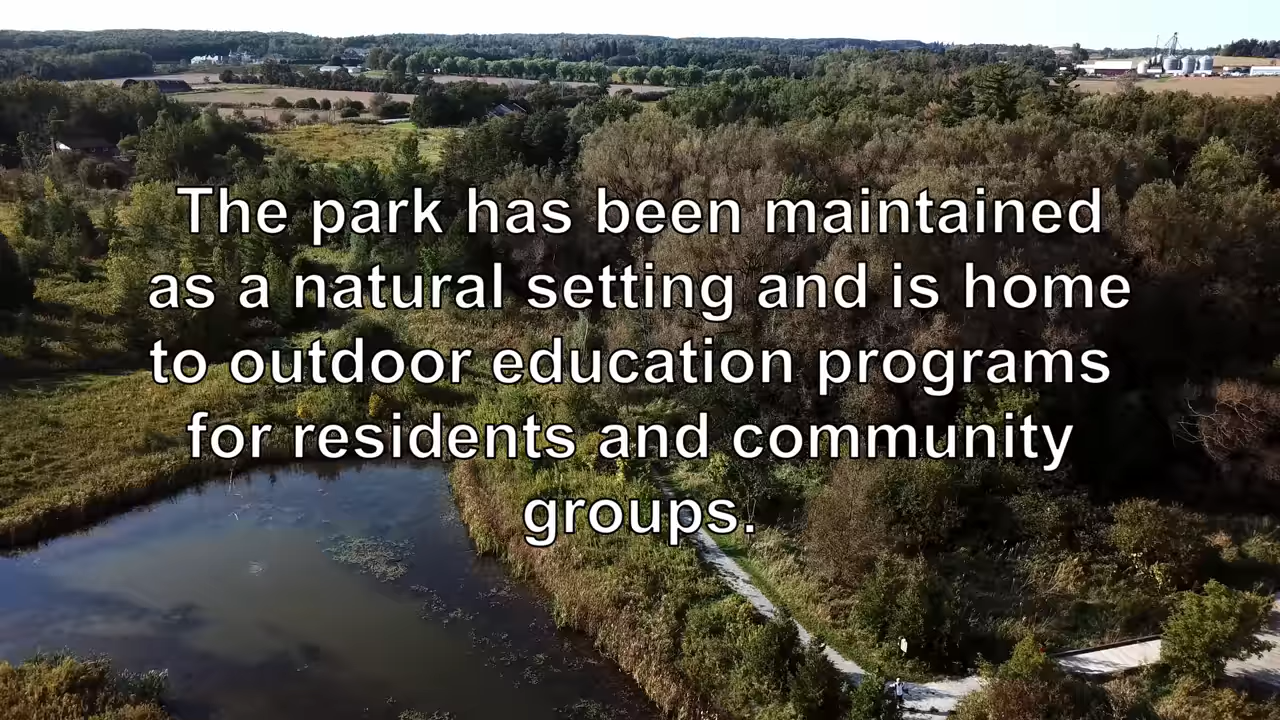 The park has been maintained
as a natural setting and is home
to outdoor education programs
for residents and community
groups.